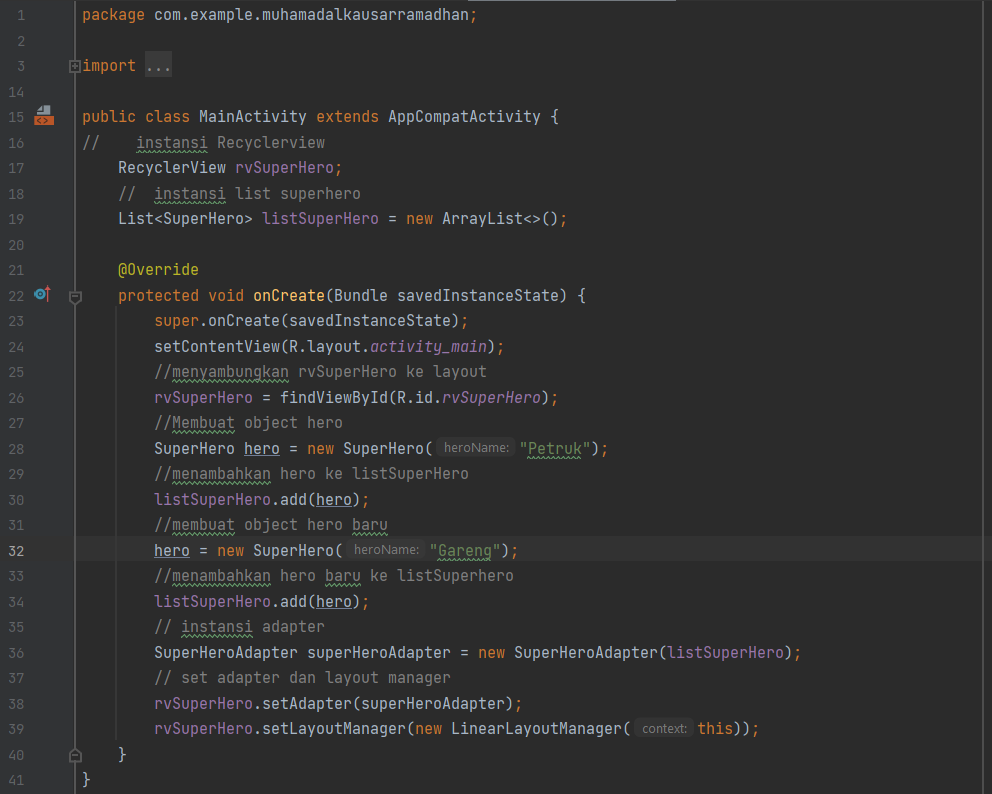 1 package com.example.muhamadalkausarramadhan;
2
3 import ...
14
15 public class MainActivity extends AppCompatActivity {
16 //    instansi Recyclerview
17     RecyclerView rvSuperHero;
18     //  instansi list superhero
19     List<SuperHero> listSuperHero = new ArrayList<>();
20
21     @Override
22     protected void onCreate(Bundle savedInstanceState) {
23         super.onCreate(savedInstanceState);
24         setContentView(R.layout.activity_main);
25         //menyambungkan rvSuperHero ke layout
26         rvSuperHero = findViewById(R.id.rvSuperHero);
27         //Membuat object hero
28         SuperHero hero = new SuperHero( heroName: "Petruk");
29         //menambahkan hero ke listSuperHero
30         listSuperHero.add(hero);
31         //membuat object hero baru
32         hero = new SuperHero( heroName: "Gareng");
33         //menambahkan hero baru ke listSuperhero
34         listSuperHero.add(hero);
35         // instansi adapter
36         SuperHeroAdapter superHeroAdapter = new SuperHeroAdapter(listSuperHero);
37         // set adapter dan layout manager
38         rvSuperHero.setAdapter(superHeroAdapter);
39         rvSuperHero.setLayoutManager(new LinearLayoutManager( context: this));
40     }
41 }